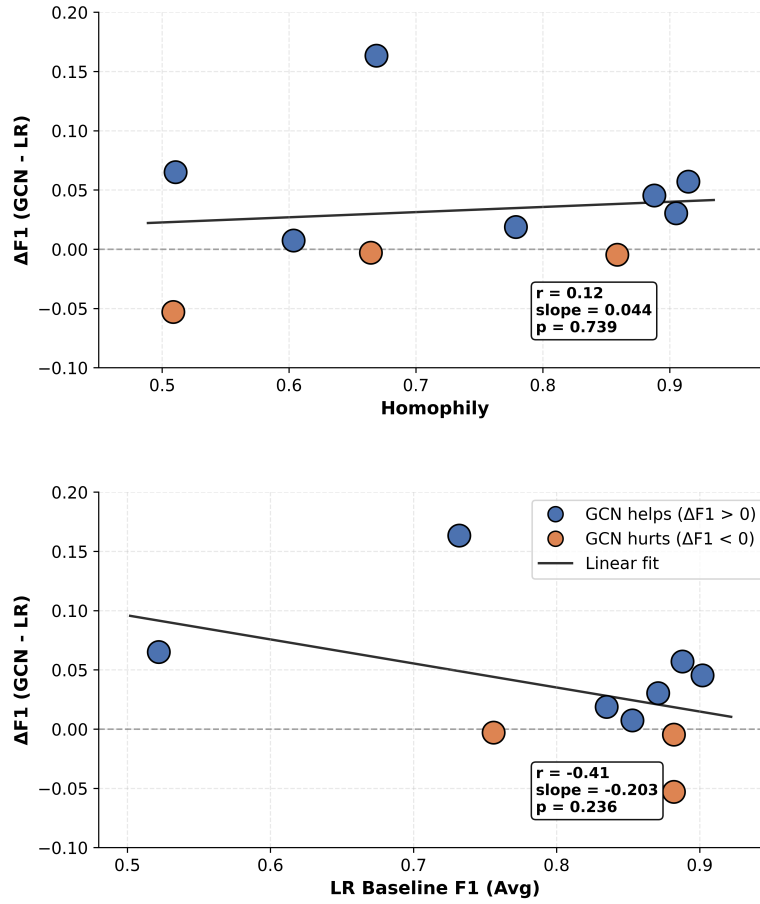 0.20
0.15
0.10
0.05
0.00
−0.05
−0.10
ΔF1 (GCN - LR)
r = 0.12
slope = 0.044
p = 0.739
0.5 0.6 0.7 0.8 0.9
Homophily
0.20
0.15
0.10
0.05
0.00
−0.05
−0.10
ΔF1 (GCN - LR)
GCN helps (ΔF1 > 0)
GCN hurts (ΔF1 < 0)
Linear fit
r = -0.41
slope = -0.203
p = 0.236
0.5 0.6 0.7 0.8 0.9
LR Baseline F1 (Avg)